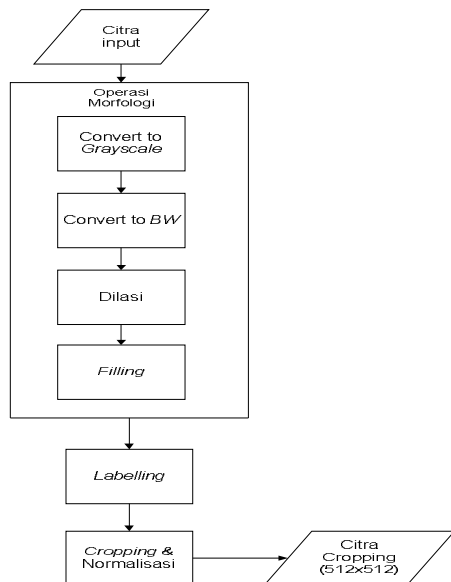 Citra
input
Operasi
Morfologi
Convert to
Grayscale
Convert to BW
Dilasi
Filling
Labelling
Cropping &
Normalisasi
Citra
Cropping
(512x512)